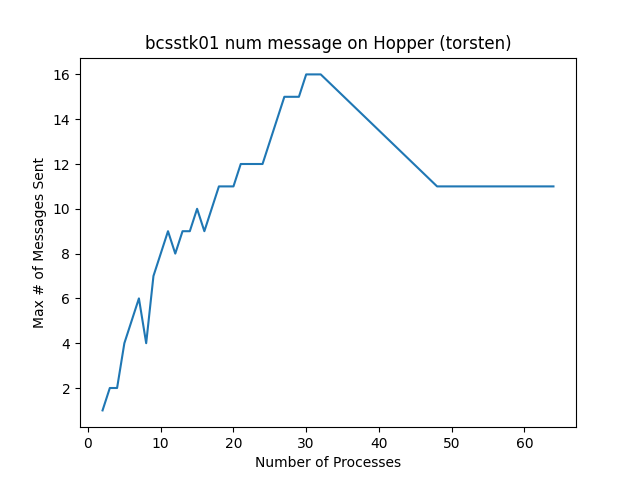 bcsstk01 num message on Hopper (torsten)
Max # of Messages Sent
16
14
12
10
8
6
4
2
0 10 20 30 40 50 60
Number of Processes